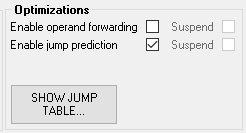 Optimizations
Enable operand forwarding Suspend
Enable jump prediction Suspend
SHOW JUMP
TABLE...